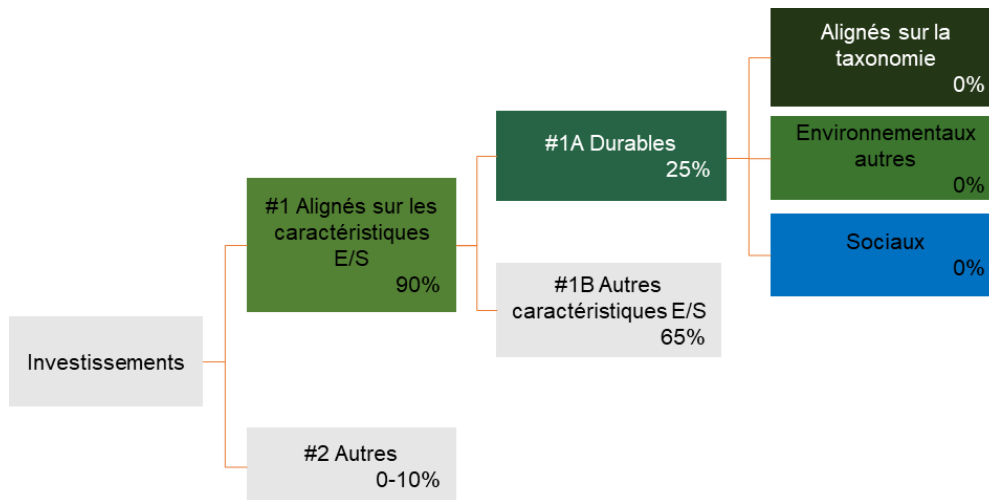 Investissements
#1 Alignés sur les
caractéristiques
E/S
90%
#2 Autres
0-10%
#1A Durables
25%
#1B Autres
caractéristiques E/S
65%
Alignés sur la
taxonomie
0%
Environnementaux
autres
0%
Sociaux
0%